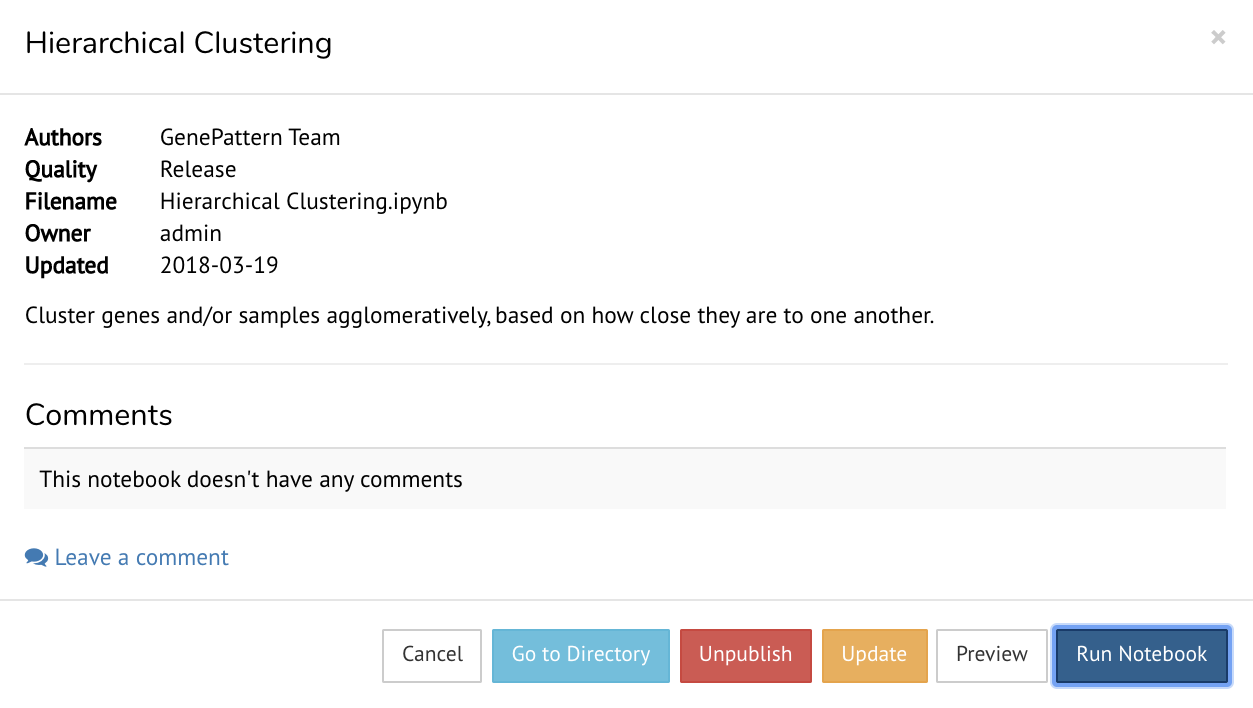 Hierarchical Clustering
×
Authors GenePattern Team
Quality Release
Filename Hierarchical Clustering.ipynb
Owner admin
Updated 2018-03-19
Cluster genes and/or samples agglomeratively, based on how close they are to one another.
Comments
This notebook doesn't have any comments
Leave a comment
Cancel Go to Directory Unpublish Update Preview Run Notebook